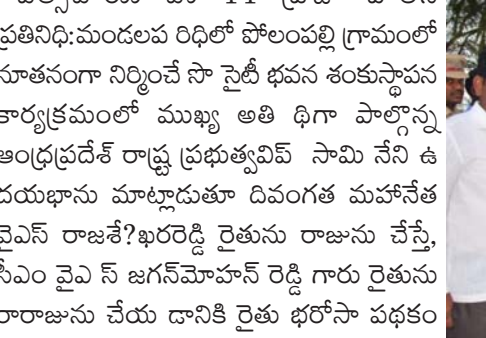 ప్రతినిధి:మండలప రిధిలో పోలంపల్లి గ్రామంలో
నూతనంగా నిర్మించే సొ సైటీ భవన శంకుస్థాపన
కార్యక్రమంలో ముఖ్య అతి థిగా పాల్గొన్న
ఆంధ్రప్రదేశ్ రాష్ట్ర ప్రభుత్వవిప్ సామి నేని ఉ
దయభాను మాట్లాడుతూ దివంగత మహానేత
వైఎస్ రాజశే?ఖరరెడ్డి రైతును రాజును చేస్తే,
సీఎం వైఎ స్ జగన్‌మోహన్ రెడ్డి గారు రైతును
రారాజును చేయ డానికి రైతు భరోసా పథకం